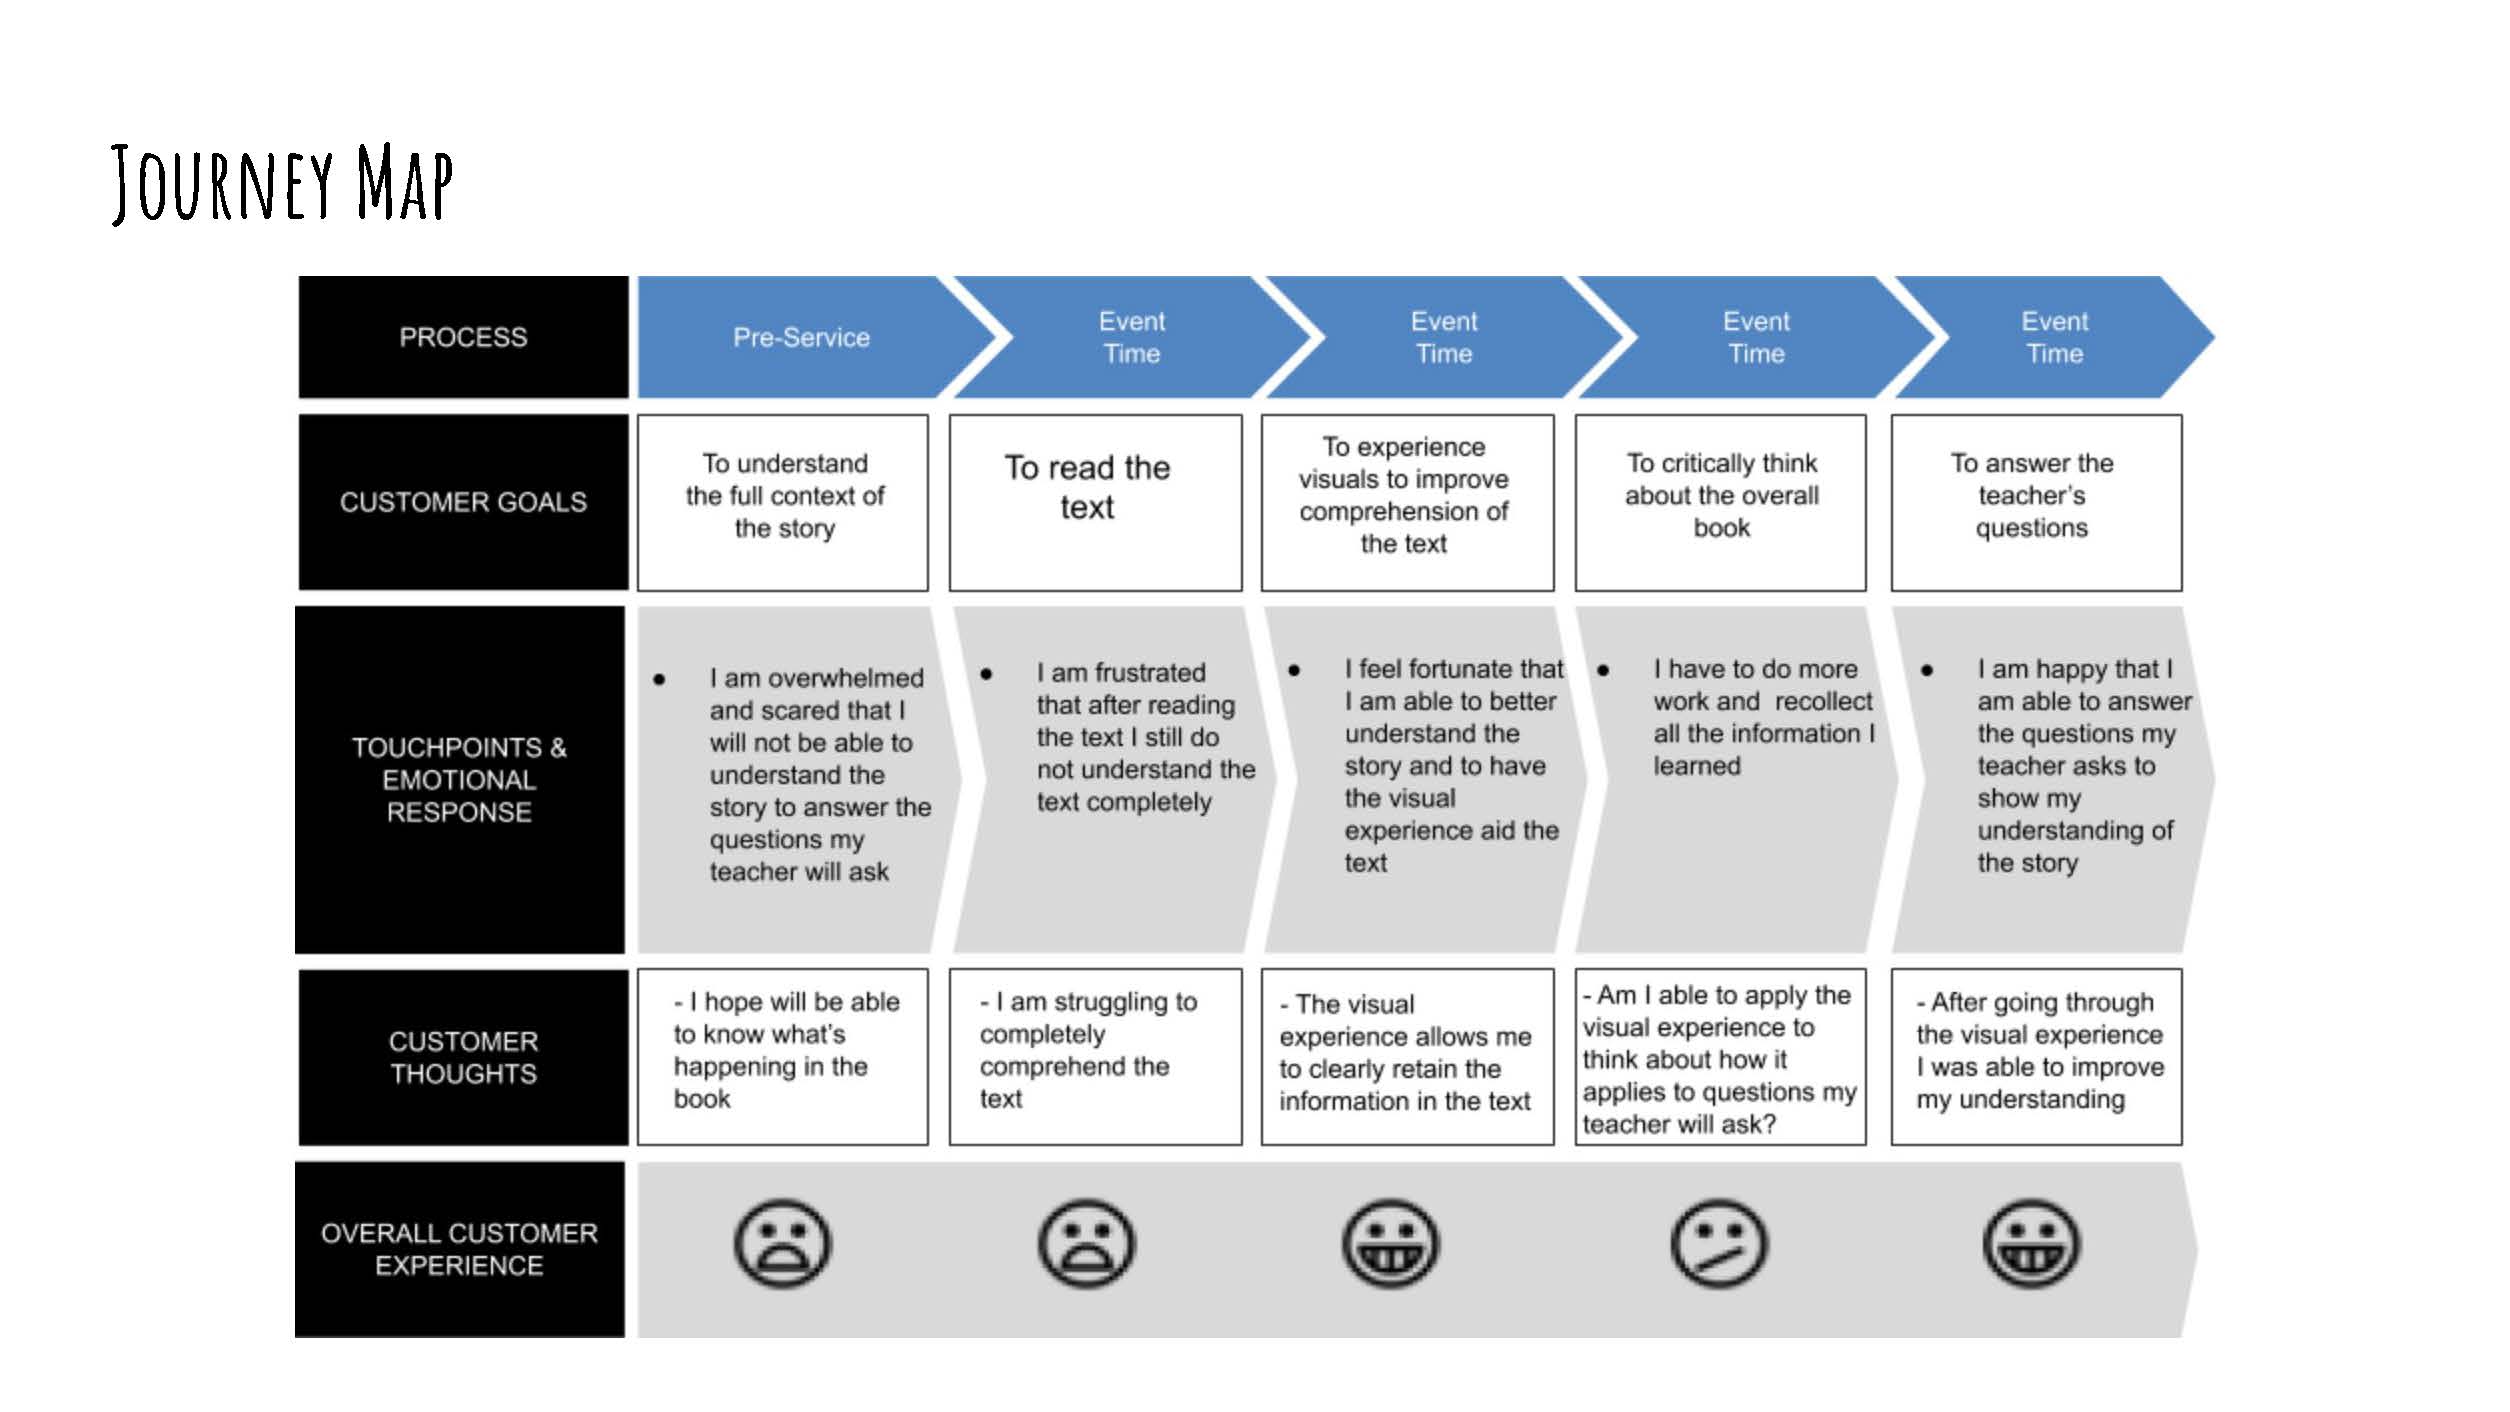 Journey Map
PROCESS
Pre-Service
Event
Time
Event
Time
Event
Time
Event
Time
CUSTOMER GOALS
To understand
the full context of
the story
To read the
text
To experience
visuals to improve
comprehension of
the text
To critically think
about the overall
book
To answer the
teacher's
questions
TOUCHPOINTS &
EMOTIONAL
RESPONSE
● I am overwhelmed
and scared that I
will not be able to
understand the
story to answer the
questions my
teacher will ask
● I am frustrated
that after reading
the text I still do
not understand the
text completely
● I feel fortunate that
I am able to better
understand the
story and to have
the visual
experience aid the
text
● I have to do more
work and recollect
all the information I
learned
● I am happy that I
am able to answer
the questions my
teacher asks to
show my
understanding of
the story
CUSTOMER
THOUGHTS
- I hope will be able
to know what's
happening in the
book
- I am struggling to
completely
comprehend the
text
- The visual
experience allows me
to clearly retain the
information in the text
- Am I able to apply the
visual experience to
think about how it
applies to questions my
teacher will ask?
- After going through
the visual experience
I was able to improve
my understanding
OVERALL CUSTOMER
EXPERIENCE